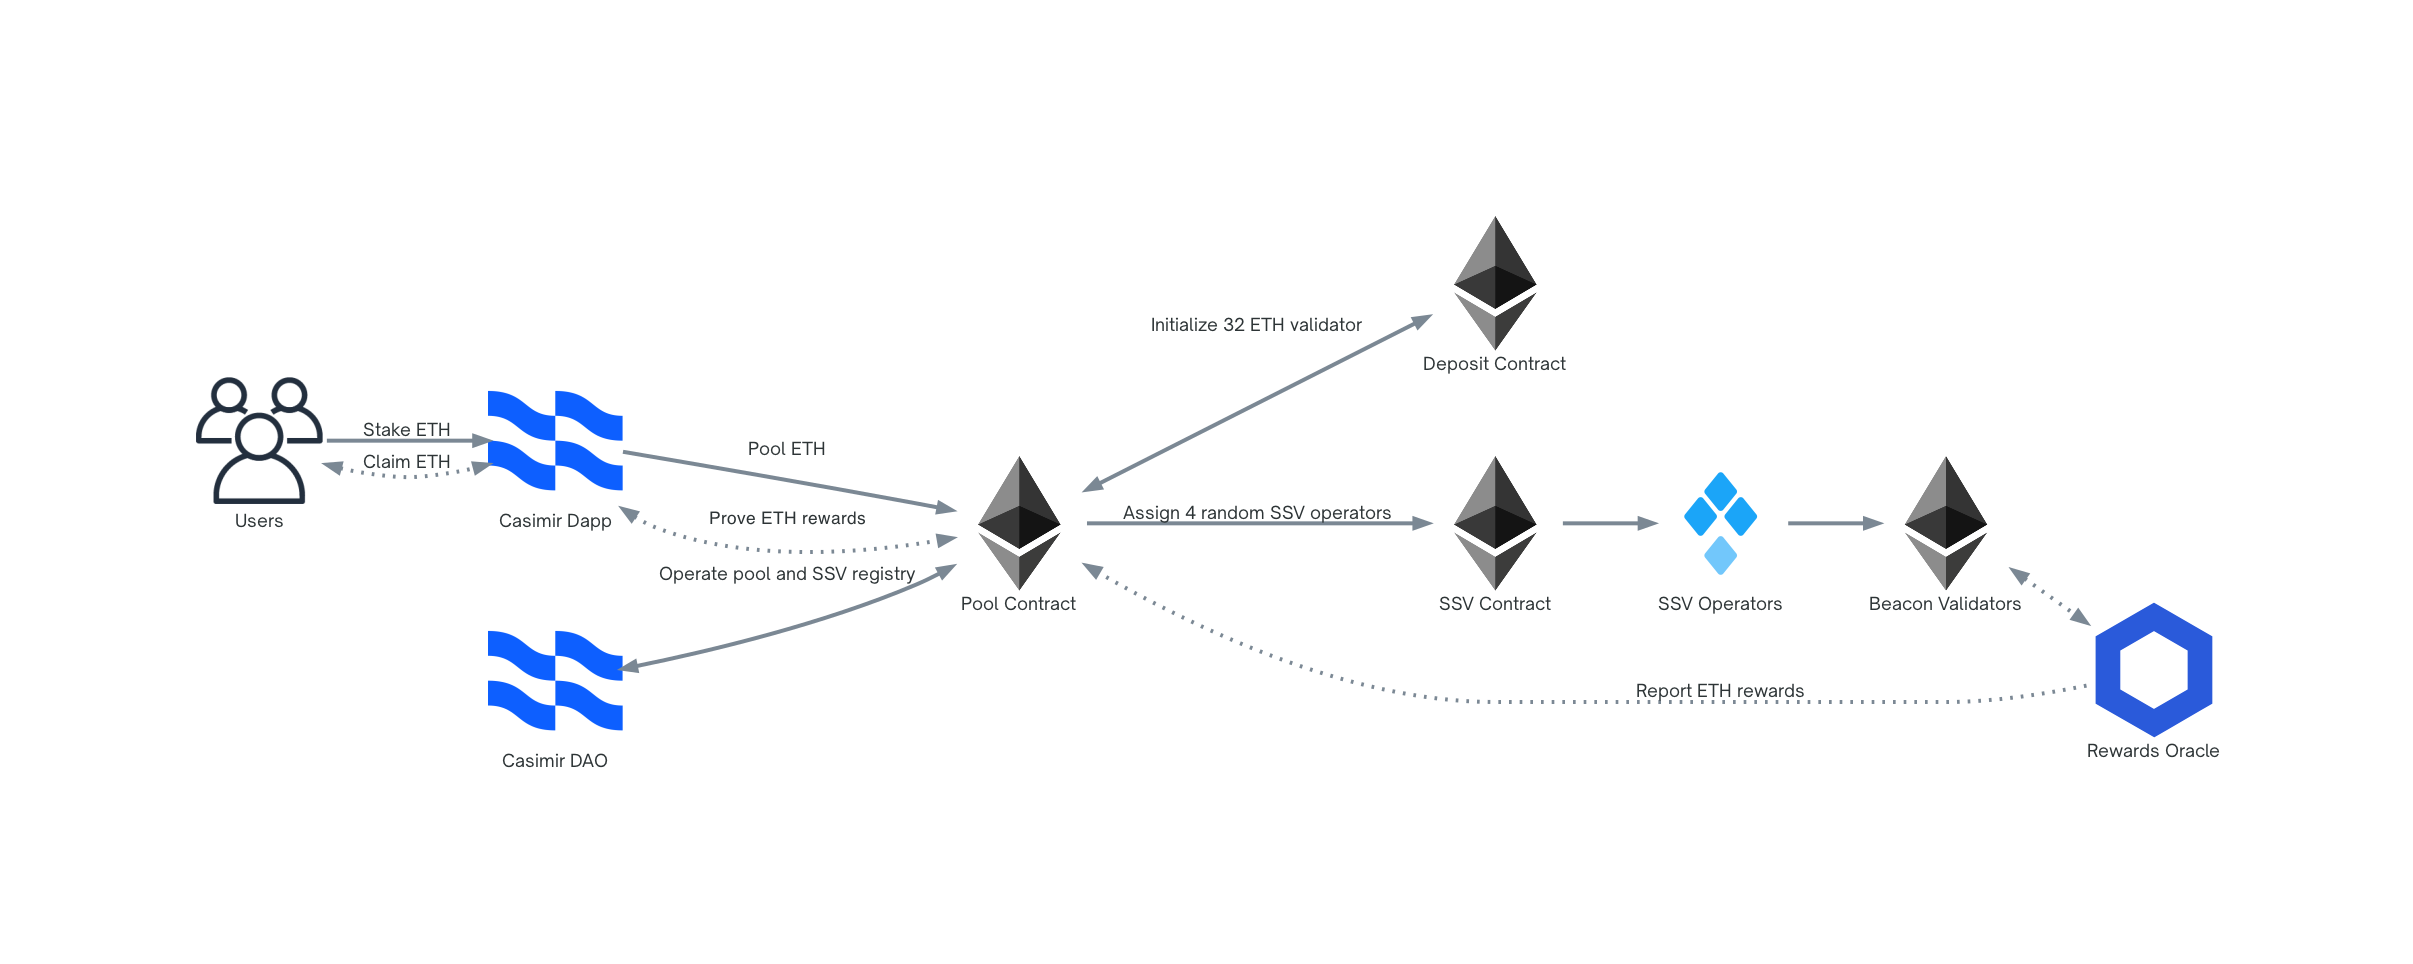 Stake ETH
Claim ETH
Users
Casimir Dapp
Pool ETH
Prove ETH rewards
Operate pool and SSV registry
Casimir DAO
Pool Contract
Initialize 32 ETH validator
Deposit Contract
Assign 4 random SSV operators
SSV Contract
SSV Operators
Beacon Validators
Report ETH rewards
Rewards Oracle